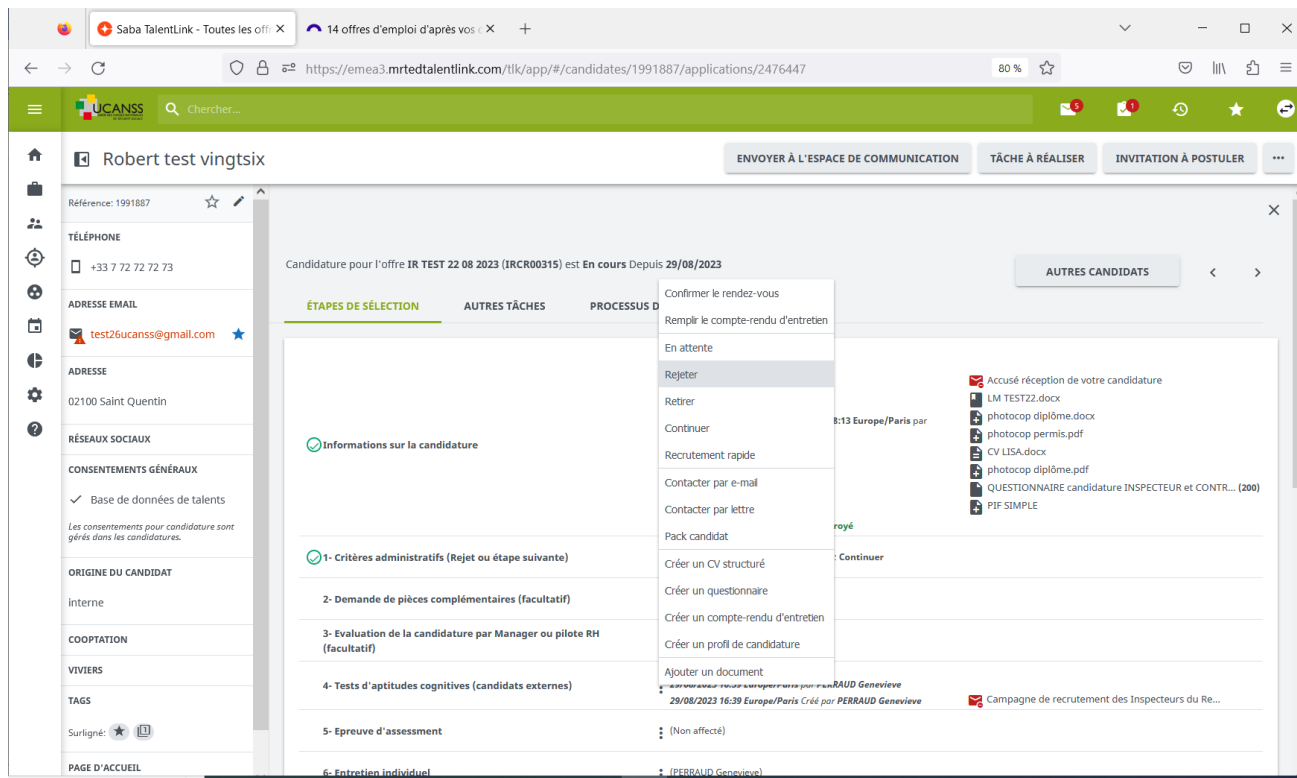 Saba TalentLink - Toutes les off
14 offres d'emploi d'après vos c
https://emea3.mrtedtalentlink.com/tlk/app/#/candidates/1991887/applications/2476447
80 %
UCANSS
Chercher...
5
1
Robert test vingtsix
ENVOYER À L'ESPACE DE COMMUNICATION
TÂCHE À RÉALISER
INVITATION À POSTULER
Référence: 1991887
TÉLÉPHONE
+33 7 72 72 72 73
ADRESSE EMAIL
test26ucanss@gmail.com
ADRESSE
02100 Saint Quentin
RÉSEAUX SOCIAUX
CONSENTEMENTS GÉNÉRAUX
Base de données de talents
Les consentements pour candidature sont
gérés dans les candidatures.
ORIGINE DU CANDIDAT
interne
COOPTATION
VIVIERS
TAGS
Surligné:
PAGE D'ACCUEIL
Candidature pour l'offre IR TEST 22 08 2023 (IRCR00315) est En cours Depuis 29/08/2023
AUTRES CANDIDATS
ÉTAPES DE SÉLECTION
AUTRES TÂCHES
PROCESSUS D
Confirmer le rendez-vous
Remplir le compte-rendu d'entretien
En attente
Rejeter
Retirer
Continuer
Recrutement rapide
Contacter par e-mail
Contacter par lettre
Pack candidat
Créer un CV structuré
Créer un questionnaire
Créer un compte-rendu d'entretien
Créer un profil de candidature
Ajouter un document
Informations sur la candidature
8:13 Europe/Paris par
royé
Accusé réception de votre candidature
LM TEST22.docx
photocop diplôme.docx
photocop permis.pdf
CV LISA.docx
photocop diplôme.pdf
QUESTIONNAIRE candidature INSPECTEUR et CONTR... (200)
PIF SIMPLE
1- Critères administratifs (Rejet ou étape suivante)
: Continuer
2- Demande de pièces complémentaires (facultatif)
3- Evaluation de la candidature par Manager ou pilote RH
(facultatif)
4- Tests d'aptitudes cognitives (candidats externes)
29/08/2023 16:39 Europe/Paris par PERRAUD Genevieve
29/08/2023 16:39 Europe/Paris Créé par PERRAUD Genevieve
Campagne de recrutement des Inspecteurs du Re...
5- Epreuve d'assessment
(Non affecté)
6- Entretien individuel
(PERRAUD Genevieve)